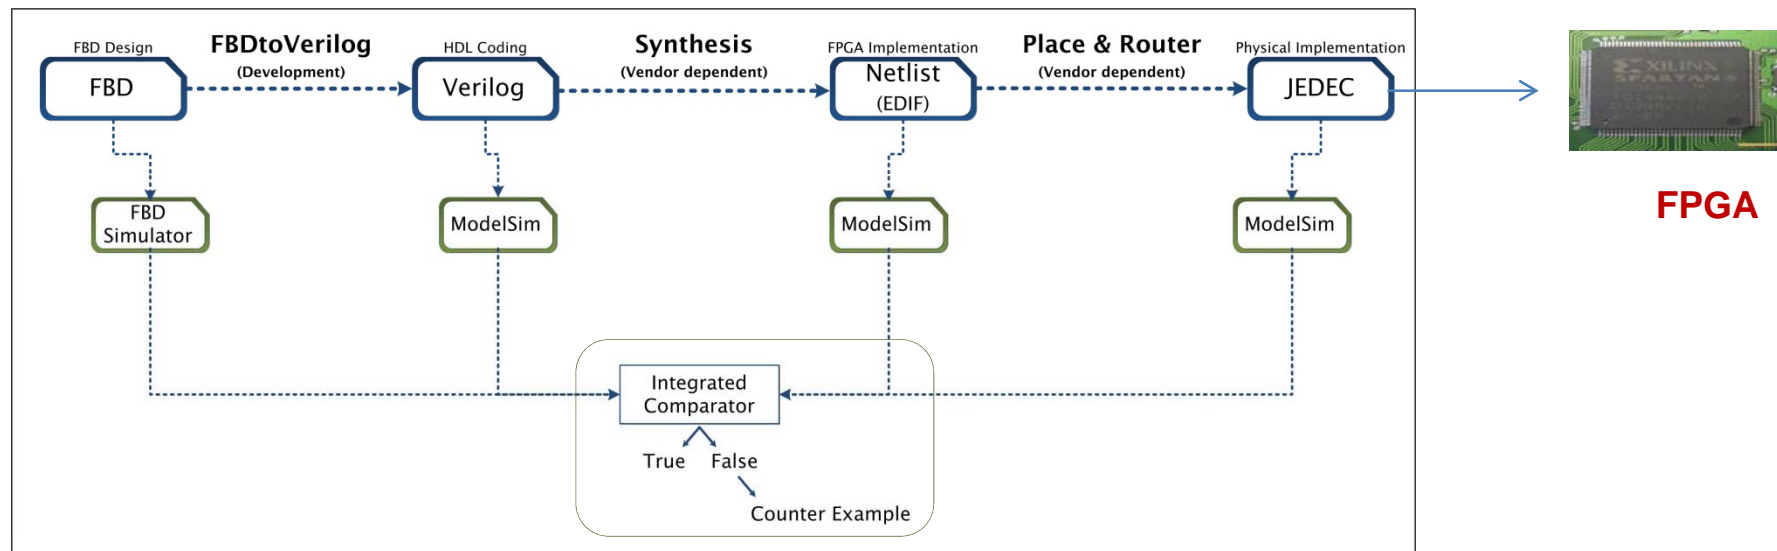 FBD Design
FBDtoVerilog
(Development)
HDL Coding
Synthesis
(Vendor dependent)
FPGA Implementation
Place & Router
(Vendor dependent)
Physical Implementation
FBD
Verilog
Netlist
(EDIF)
JEDEC
XILINX
SPARTAN
FPGA
FBD
Simulator
ModelSim
ModelSim
ModelSim
Integrated
Comparator
True
False
Counter Example